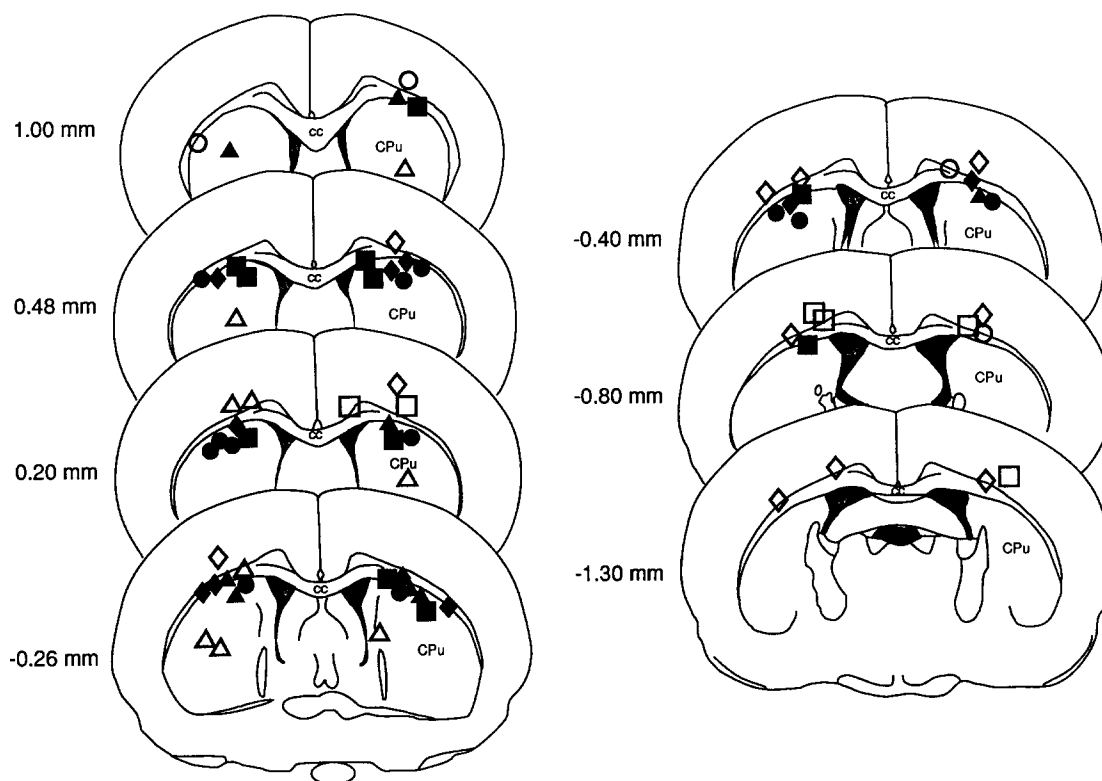 1.00 mm
cc
CPu
0.48 mm
cc
CPu
0.20 mm
cc
CPu
-0.26 mm
cc
CPu
-0.40 mm
cc
CPu
-0.80 mm
cc
CPu
-1.30 mm
cc
CPu